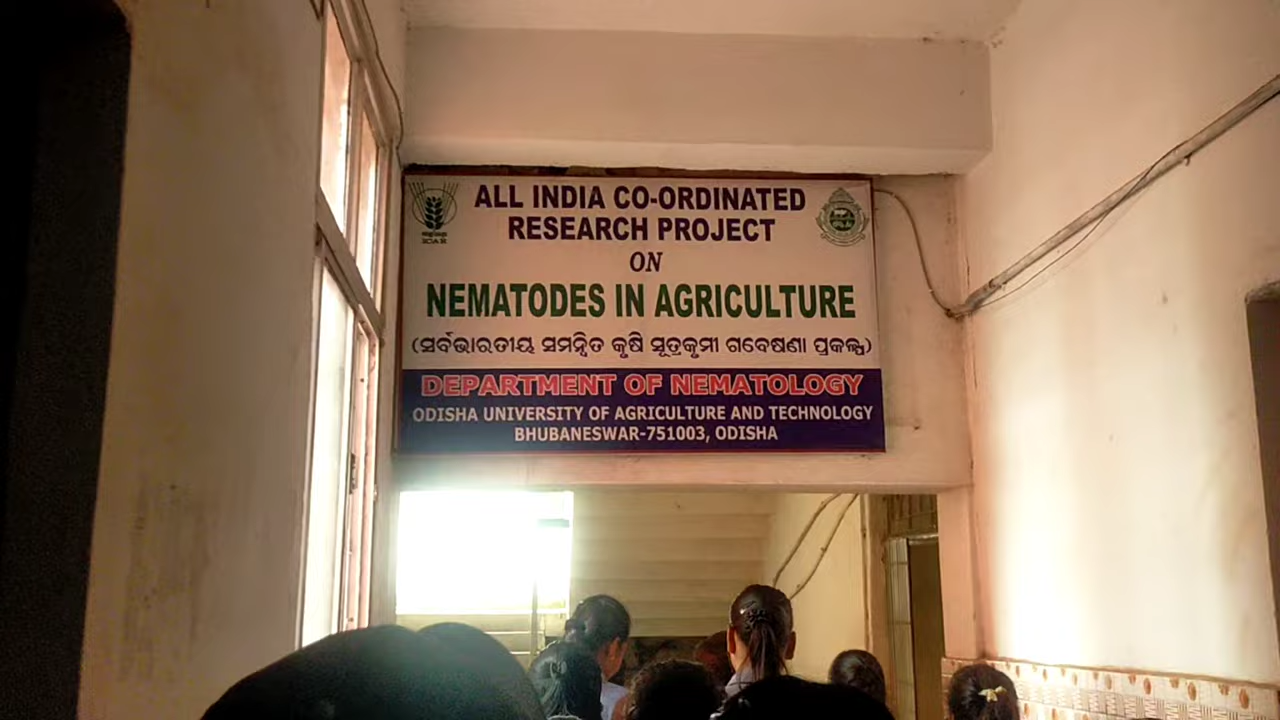 ALL INDIA CO-ORDINATED
RESEARCH PROJECT
ON
NEMATODES IN AGRICULTURE
(ସର୍ବଭାରତୀୟ ସମନ୍ୱିତ କୃଷି ସୂତ୍ରକୃମୀ ଗବେଷଣା ପ୍ରକଳ୍ପ)
DEPARTMENT OF NEMATOLOGY
ODISHA UNIVERSITY OF AGRICULTURE AND TECHNOLOGY
BHUBANESWAR-751003, ODISHA
ICAR